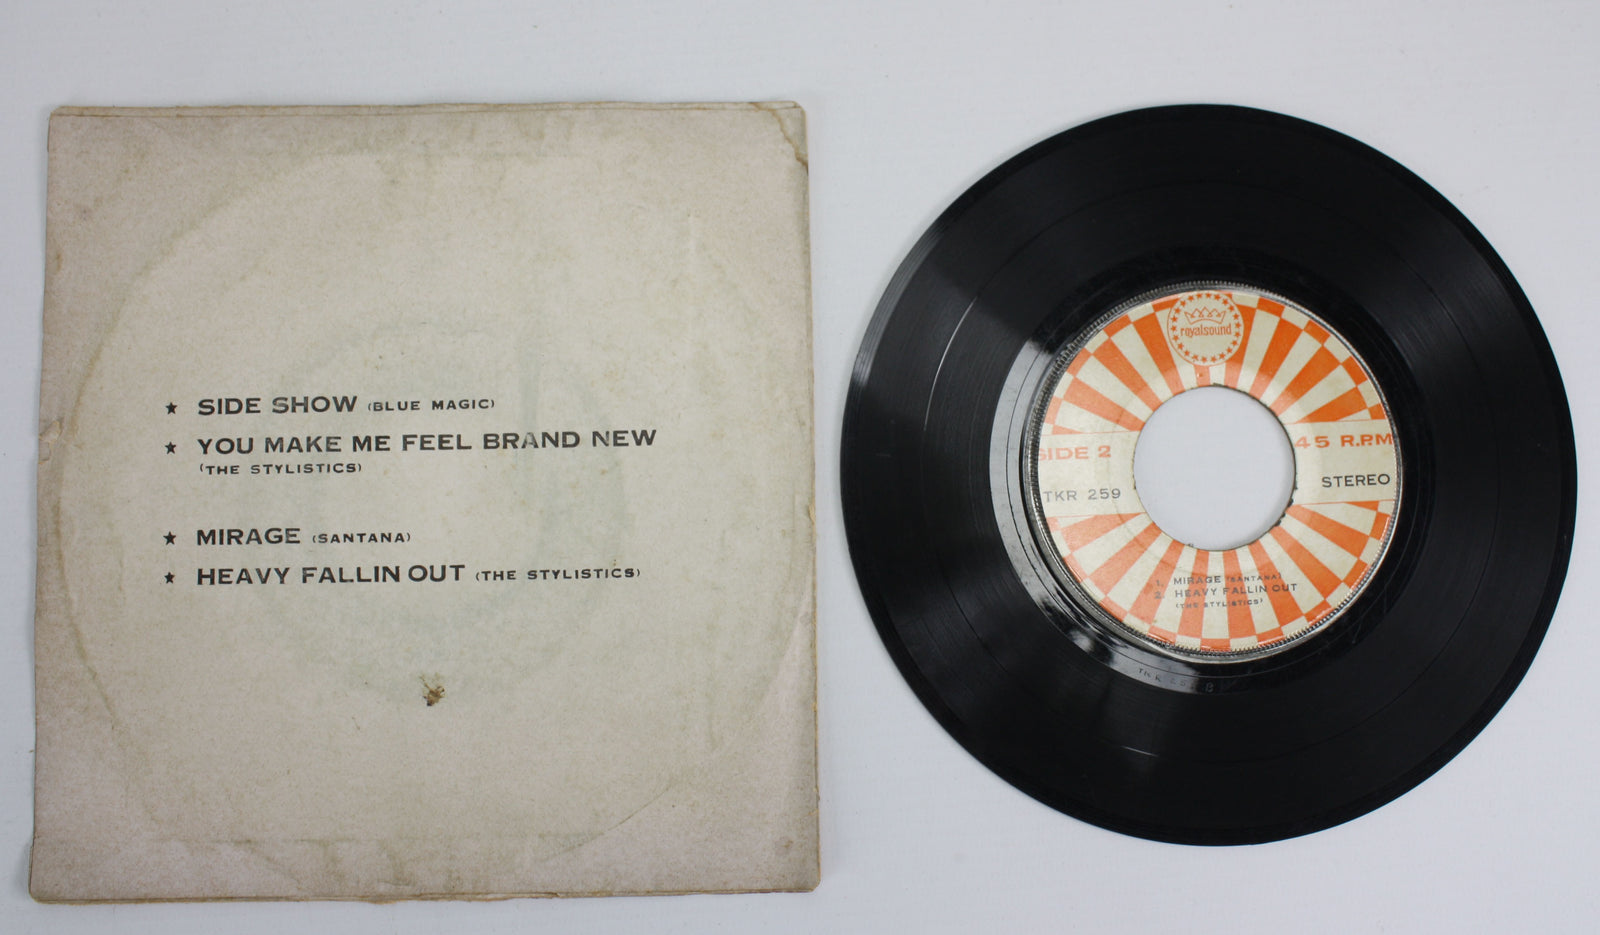 ★ SIDE SHOW (BLUE MAGIC)
★ YOU MAKE ME FEEL BRAND NEW
(THE STYLISTICS)
★ MIRAGE (SANTANA)
★ HEAVY FALLIN OUT (THE STYLISTICS)
royalsound
SIDE 2
45 R.P.M
TKR 259
STEREO
1. MIRAGE (SANTANA)
2. HEAVY FALLIN OUT
(THE STYLISTICS)